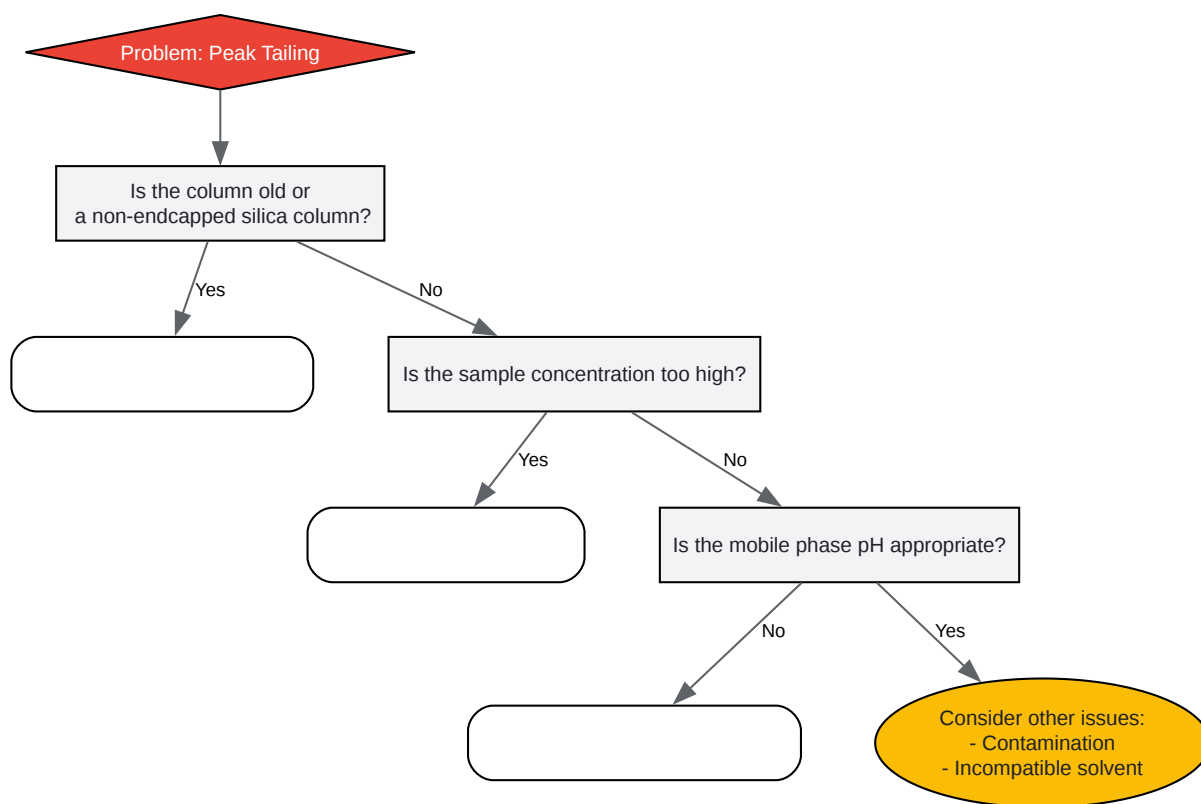 Problem: Peak Tailing
Is the column old or
a non-endcapped silica column?
Yes
No
Is the sample concentration too high?
Yes
No
Is the mobile phase pH appropriate?
No
Yes
Consider other issues:
- Contamination
- Incompatible solvent